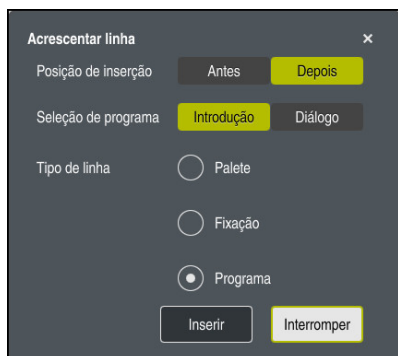 Acrescentar linha ×
Posição de inserção Antes Depois
Seleção de programa Introdução Diálogo
Tipo de linha Palete
Fixação
Programa
Inserir Interromper